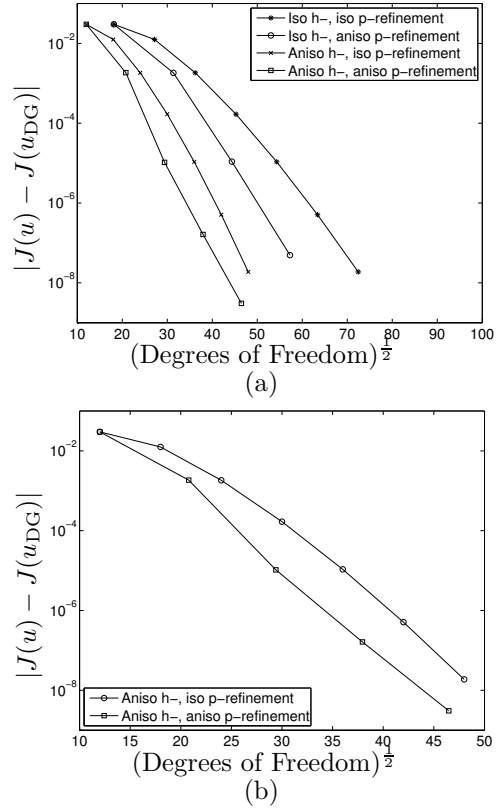 10^−2
10^−4
10^−6
10^−8
|J(u) − J(u_DG)|
Iso h−, iso p−refinement
Iso h−, aniso p−refinement
Aniso h−, iso p−refinement
Aniso h−, aniso p−refinement
10 20 30 40 50 60 70 80 90 100
(Degrees of Freedom)^{1/2}
(a)
10^−2
10^−4
10^−6
10^−8
|J(u) − J(u_DG)|
Aniso h−, iso p−refinement
Aniso h−, aniso p−refinement
10 15 20 25 30 35 40 45 50
(Degrees of Freedom)^{1/2}
(b)